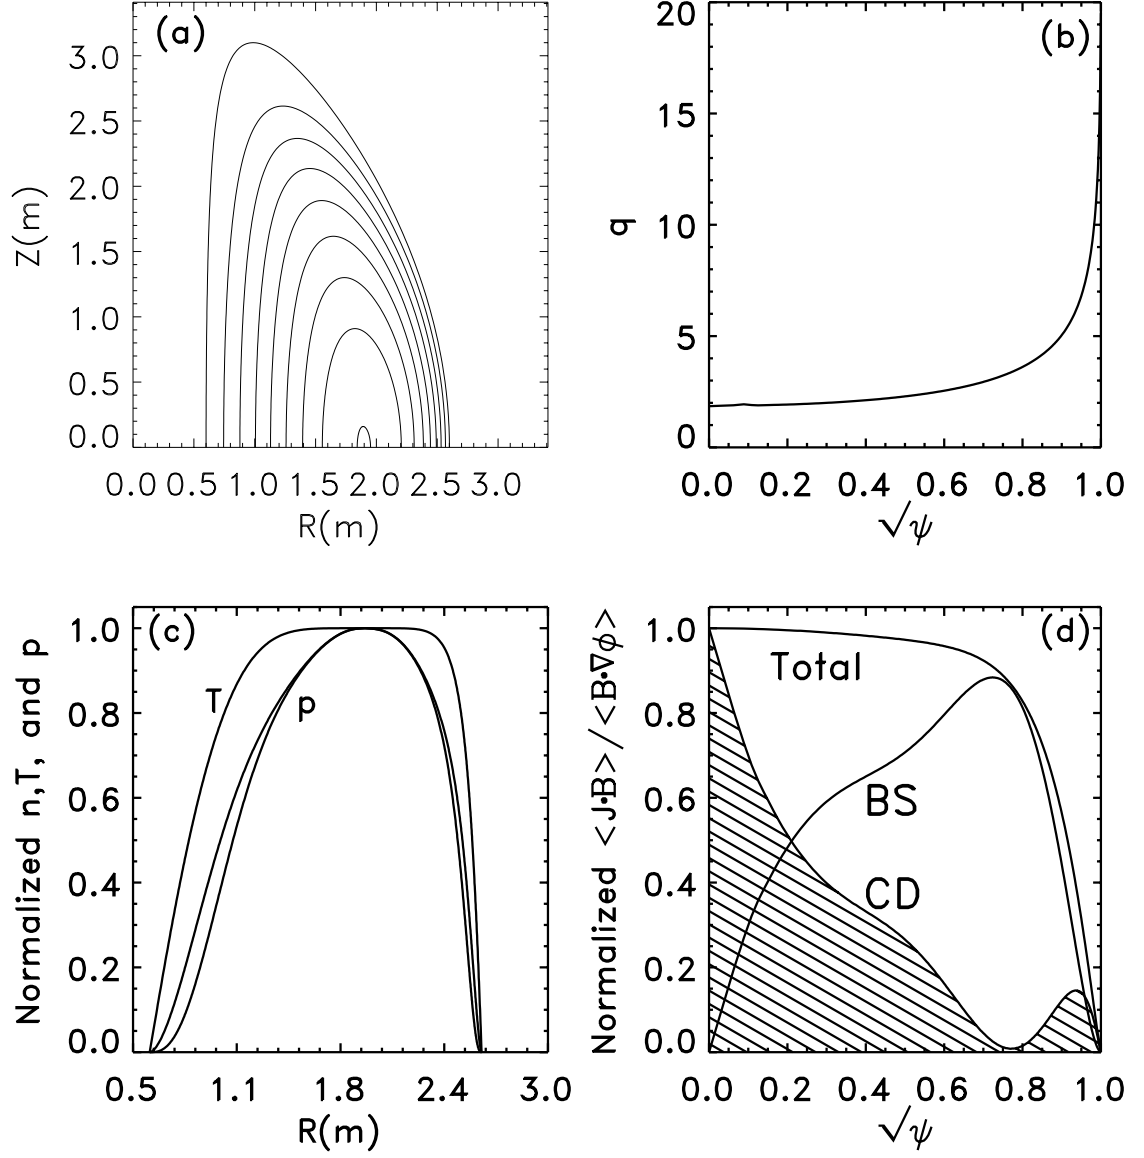 (a)
3.0
2.5
2.0
1.5
1.0
0.5
0.0
Z(m)
0.0 0.5 1.0 1.5 2.0 2.5 3.0
R(m)
(b)
20
15
10
5
0
q
0.0 0.2 0.4 0.6 0.8 1.0
√ψ
(c)
1.0
0.8
0.6
0.4
0.2
0.0
Normalized n,T, and p
T
p
0.5 1.1 1.8 2.4 3.0
R(m)
(d)
1.0
0.8
0.6
0.4
0.2
0.0
Normalized <J·B>/<B·∇ϕ>
Total
BS
CD
0.0 0.2 0.4 0.6 0.8 1.0
√ψ